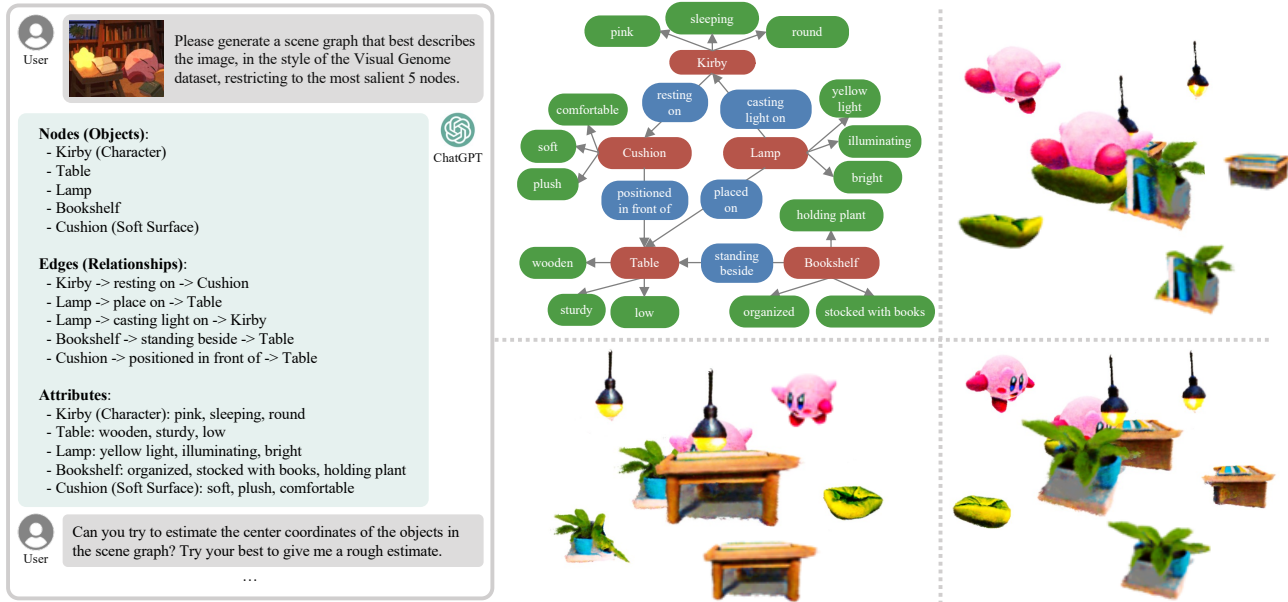 User
Please generate a scene graph that best describes
the image, in the style of the Visual Genome
dataset, restricting to the most salient 5 nodes.
ChatGPT
Nodes (Objects):
- Kirby (Character)
- Table
- Lamp
- Bookshelf
- Cushion (Soft Surface)
Edges (Relationships):
- Kirby -> resting on -> Cushion
- Lamp -> place on -> Table
- Lamp -> casting light on -> Kirby
- Bookshelf -> standing beside -> Table
- Cushion -> positioned in front of -> Table
Attributes:
- Kirby (Character): pink, sleeping, round
- Table: wooden, sturdy, low
- Lamp: yellow light, illuminating, bright
- Bookshelf: organized, stocked with books, holding plant
- Cushion (Soft Surface): soft, plush, comfortable
User
Can you try to estimate the center coordinates of the objects in
the scene graph? Try your best to give me a rough estimate.
...
sleeping
pink
round
Kirby
resting
on
casting
light on
yellow
light
comfortable
illuminating
soft
Cushion
Lamp
plush
bright
positioned
in front of
placed
on
holding plant
wooden
Table
standing
beside
Bookshelf
sturdy
low
organized
stocked with books